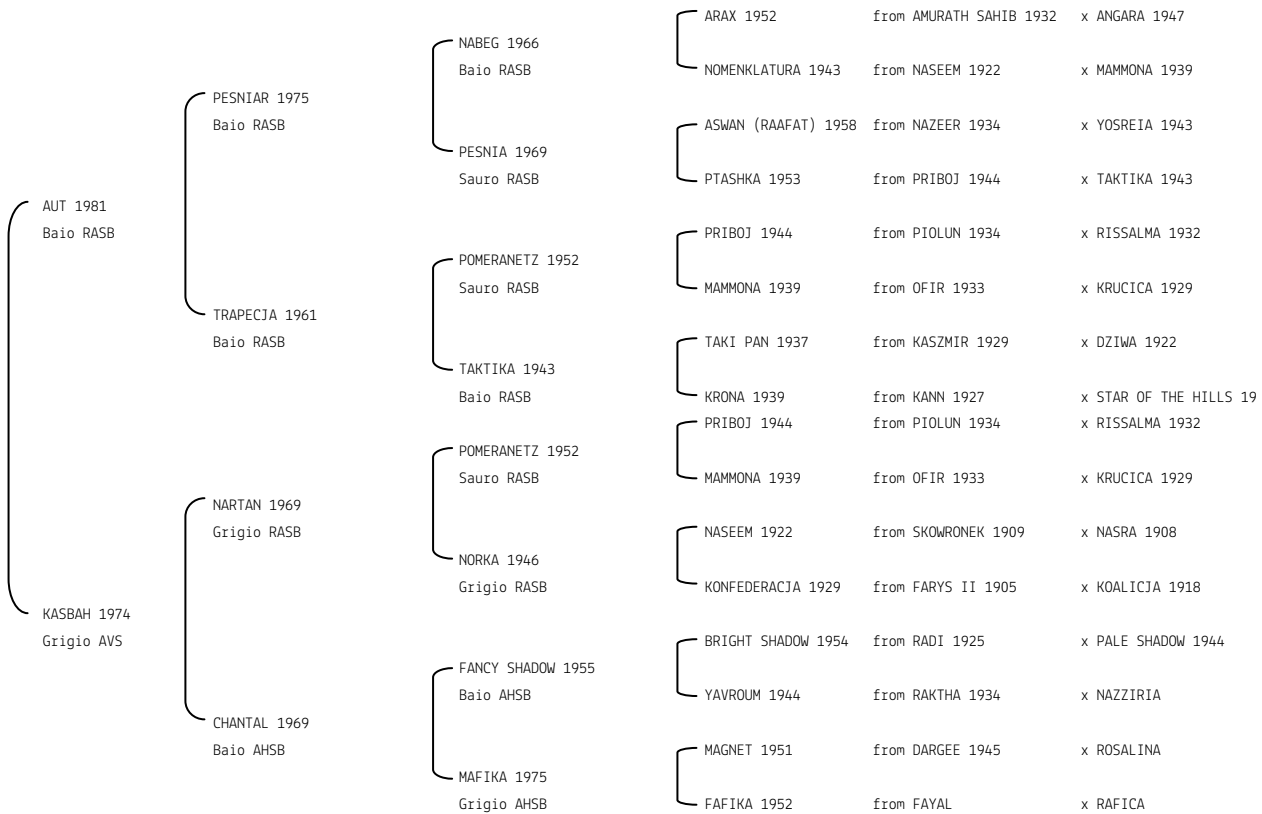 ARAX 1952 from AMURATH SAHIB 1932 x ANGARA 1947
NABEG 1966
Baio RASB
NOMENKLATURA 1943 from NASEEM 1922 x MAMMONA 1939
PESNIAR 1975
Baio RASB
ASWAN (RAAFAT) 1958 from NAZEER 1934 x YOSREIA 1943
PESNIA 1969
Sauro RASB
PTASHKA 1953 from PRIBOJ 1944 x TAKTIKA 1943
AUT 1981
Baio RASB
PRIBOJ 1944 from PIOLUN 1934 x RISSALMA 1932
POMERANETZ 1952
Sauro RASB
MAMMONA 1939 from OFIR 1933 x KRUCICA 1929
TRAPECJA 1961
Baio RASB
TAKI PAN 1937 from KASZMIR 1929 x DZIWA 1922
TAKTIKA 1943
Baio RASB
KRONA 1939 from KANN 1927 x STAR OF THE HILLS 19
PRIBOJ 1944 from PIOLUN 1934 x RISSALMA 1932
POMERANETZ 1952
Sauro RASB
MAMMONA 1939 from OFIR 1933 x KRUCICA 1929
NARTAN 1969
Grigio RASB
NASEEM 1922 from SKOWRONEK 1909 x NASRA 1908
NORKA 1946
Grigio RASB
KONFEDERACJA 1929 from FARYS II 1905 x KOALICJA 1918
KASBAH 1974
Grigio AVS
BRIGHT SHADOW 1954 from RADI 1925 x PALE SHADOW 1944
FANCY SHADOW 1955
Baio AHSB
YAVROUM 1944 from RAKTHA 1934 x NAZZIRIA
CHANTAL 1969
Baio AHSB
MAGNET 1951 from DARGEE 1945 x ROSALINA
MAFIKA 1975
Grigio AHSB
FAFIKA 1952 from FAYAL x RAFICA